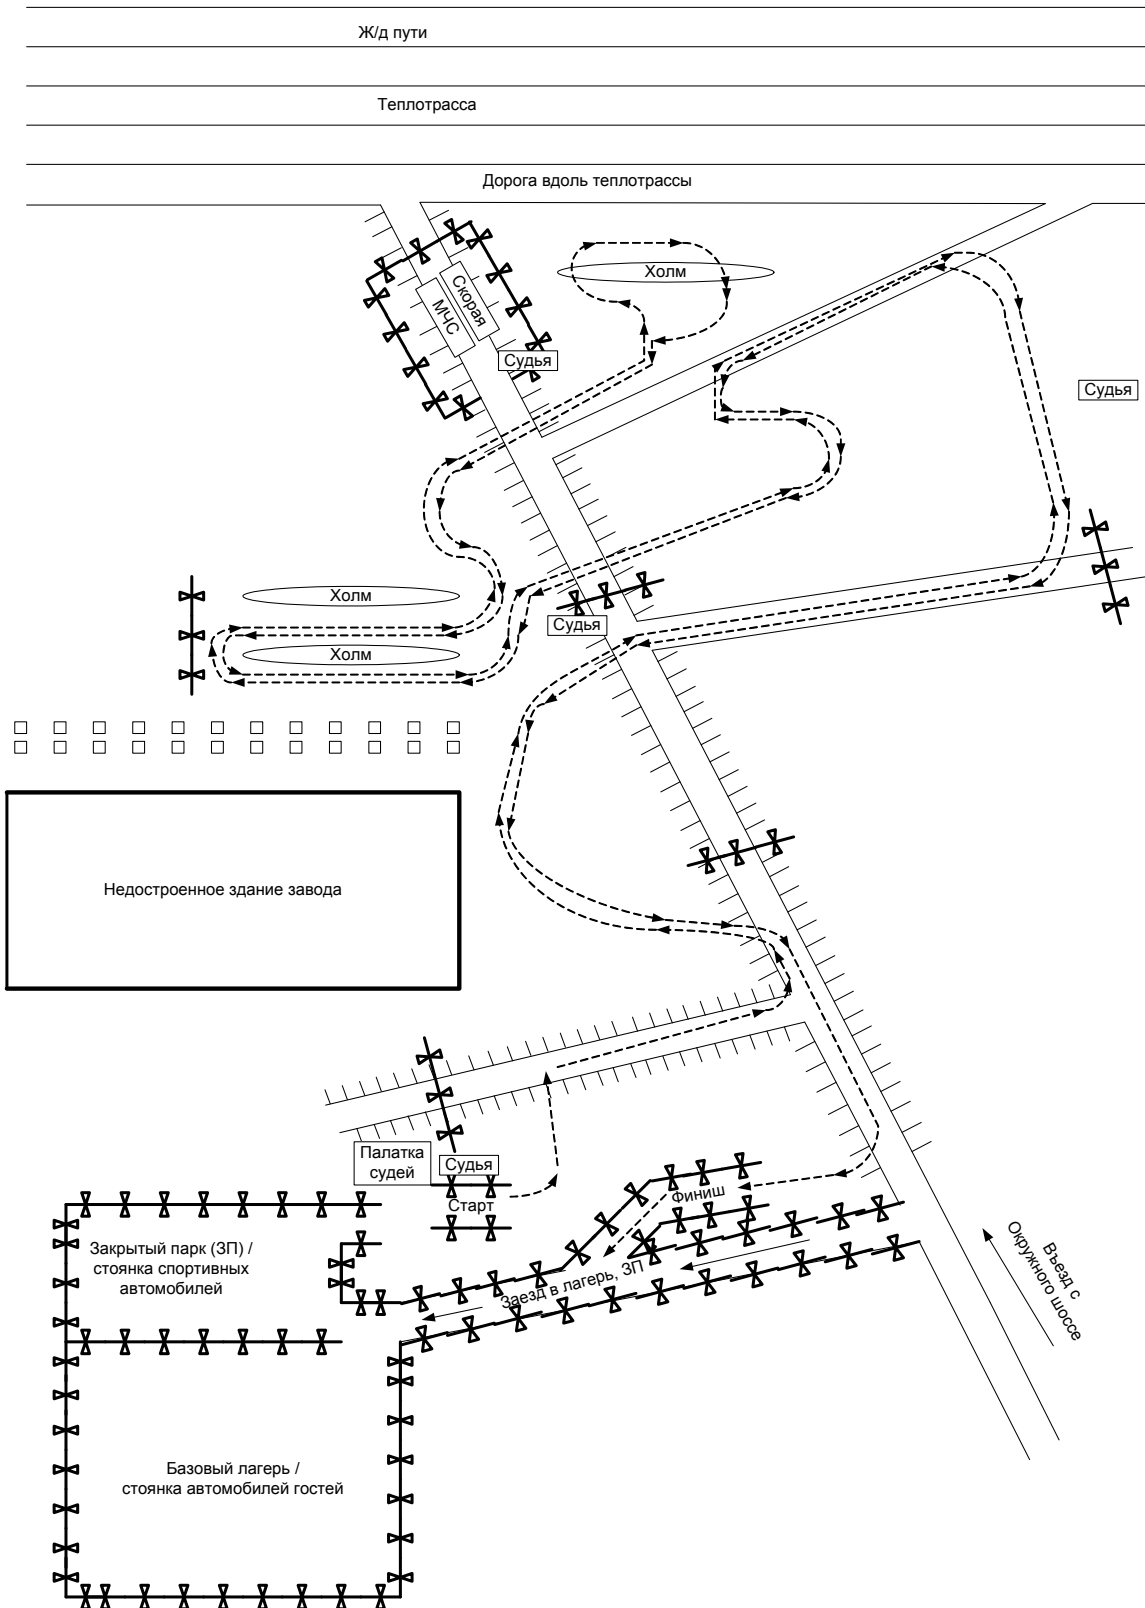 Ж/д пути
Теплотрасса
Дорога вдоль теплотрассы
Холм
Скорая
МЧС
Судья
Судья
Холм
Судья
Холм
Недостроенное здание завода
Палатка
судей
Судья
Старт
Финиш
Закрытый парк (ЗП) /
стоянка спортивных
автомобилей
Заезд в лагерь, ЗП
Въезд с
Окружного шоссе
Базовый лагерь /
стоянка автомобилей гостей